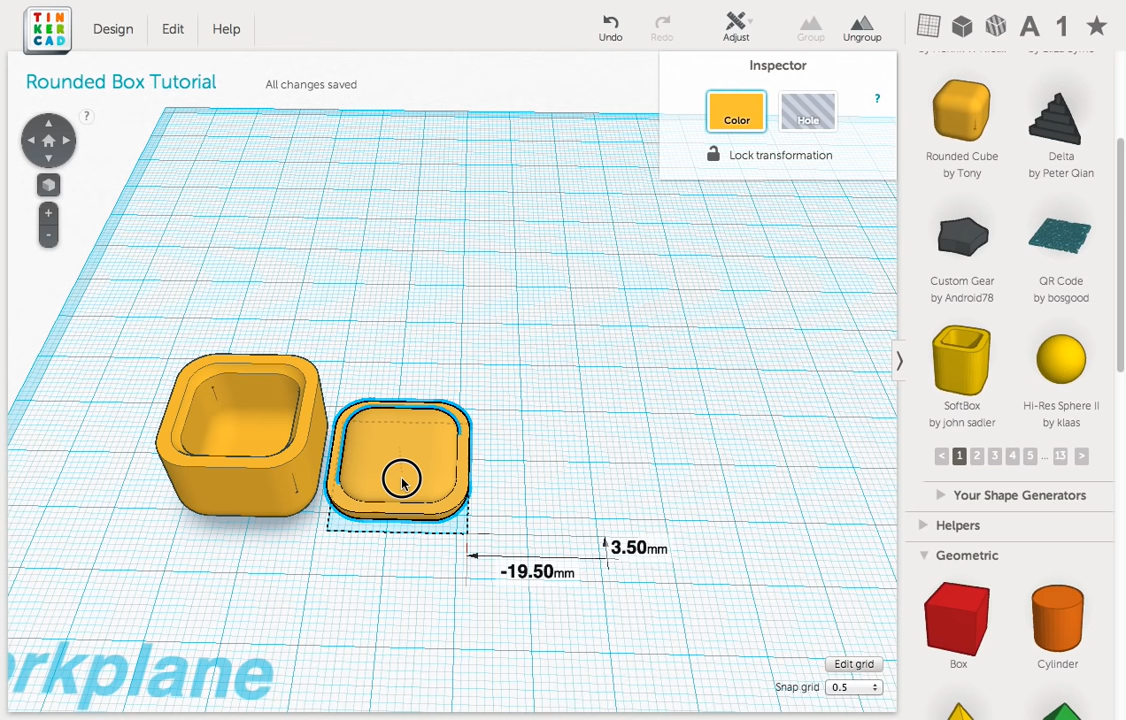 TIN
KER
CAD
Design
Edit
Help
Undo
Redo
Adjust
Group
Ungroup
A
1
Rounded Box Tutorial
All changes saved
?
+
-
Inspector
Color
Hole
?
Lock transformation
3.50mm
-19.50mm
rkplane
Edit grid
Snap grid
0.5
Rounded Cube
by Tony
Delta
by Peter Qian
Custom Gear
by Android78
QR Code
by bosgood
SoftBox
by john sadler
Hi-Res Sphere II
by klaas
< 1 2 3 4 5 ... 13 >
Your Shape Generators
Helpers
Geometric
Box
Cylinder